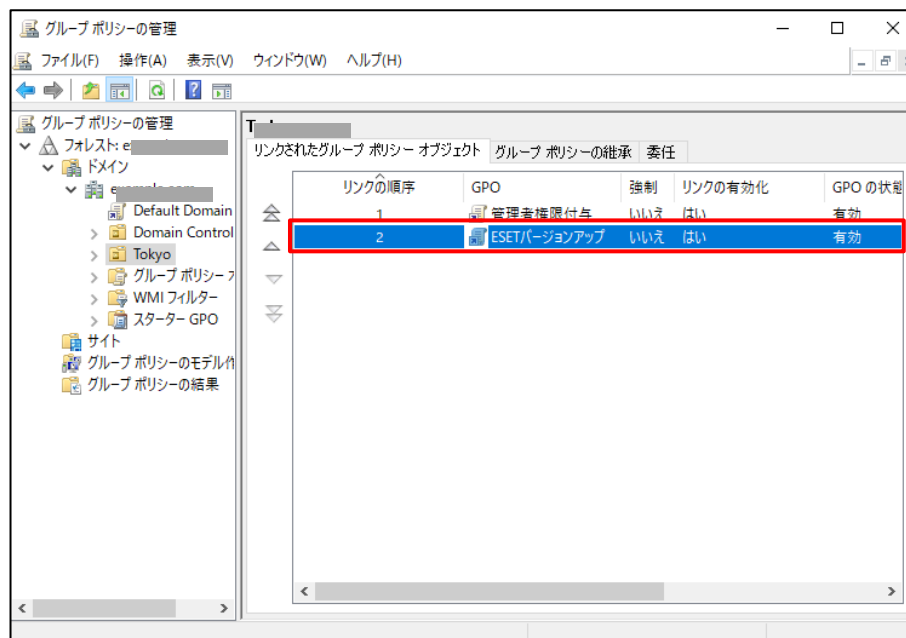 グループ ポリシーの管理
ファイル(F) 操作(A) 表示(V) ウィンドウ(W) ヘルプ(H)
グループ ポリシーの管理
フォレスト:
ドメイン
Default Domain
Domain Control
Tokyo
グループ ポリシー
WMI フィルター
スターター GPO
サイト
グループ ポリシーのモデル作
グループ ポリシーの結果
リンクされたグループ ポリシー オブジェクト グループ ポリシーの継承 委任
リンクの順序 GPO 強制 リンクの有効化 GPO の状態
1 管理者権限付与 いいえ はい 有効
2 ESETバージョンアップ いいえ はい 有効